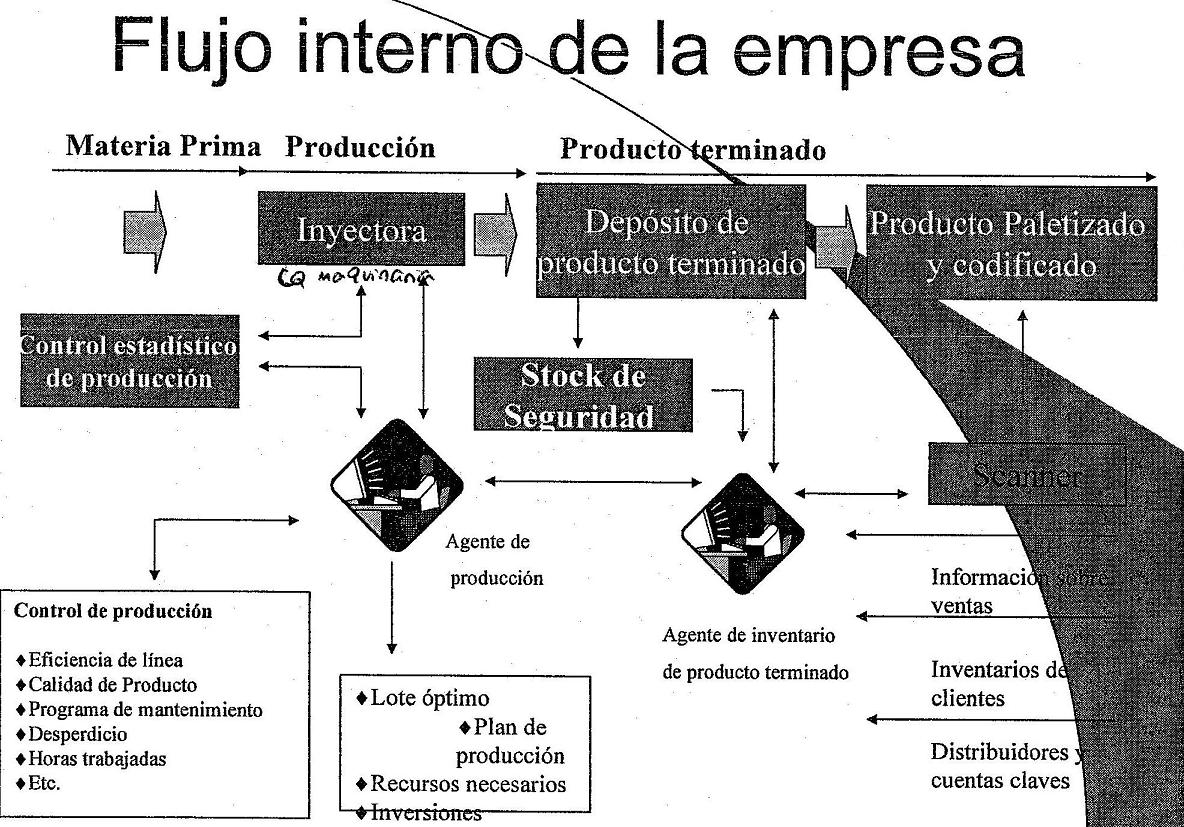 Flujo interno de la empresa
Materia Prima
Producción
Producto terminado
Inyectora
Depósito de
producto terminado
Producto Paletizado
y codificado
CQ maquinaria
Control estadístico
de producción
Stock de
Seguridad
Scanner
Agente de
producción
Agente de inventario
de producto terminado
Información sobre
ventas
Inventarios de
clientes
Distribuidores y
cuentas claves
Control de producción
♦Eficiencia de línea
♦Calidad de Producto
♦Programa de mantenimiento
♦Desperdicio
♦Horas trabajadas
♦Etc.
♦Lote óptimo
♦Plan de
producción
♦Recursos necesarios
♦Inversiones